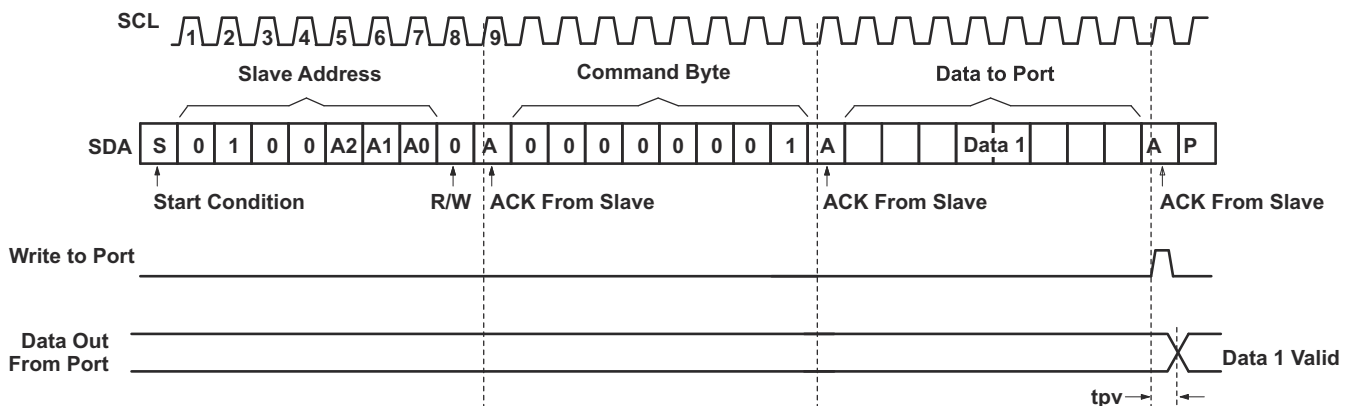 SCL 1 2 3 4 5 6 7 8 9
Slave Address Command Byte Data to Port
SDA S 0 1 0 0 A2 A1 A0 0 A 0 0 0 0 0 0 0 1 A Data 1 A P
Start Condition R/W ACK From Slave ACK From Slave ACK From Slave
Write to Port
Data Out
From Port
Data 1 Valid
tpv